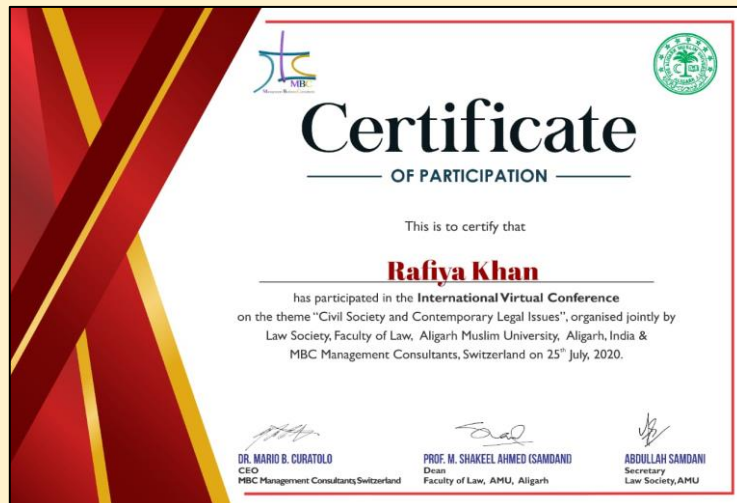 MBC
Certificate
OF PARTICIPATION
This is to certify that
Rafiya Khan
has participated in the International Virtual Conference
on the theme "Civil Society and Contemporary Legal Issues", organised jointly by
Law Society, Faculty of Law, Aligarh Muslim University, Aligarh, India &
MBC Management Consultants, Switzerland on 25th July, 2020.
DR. MARIO B. CURATOLO
CEO
MBC Management Consultants, Switzerland
PROF. M. SHAKEEL AHMED (SAMDANI)
Dean
Faculty of Law, AMU, Aligarh
ABDULLAH SAMDANI
Secretary
Law Society, AMU